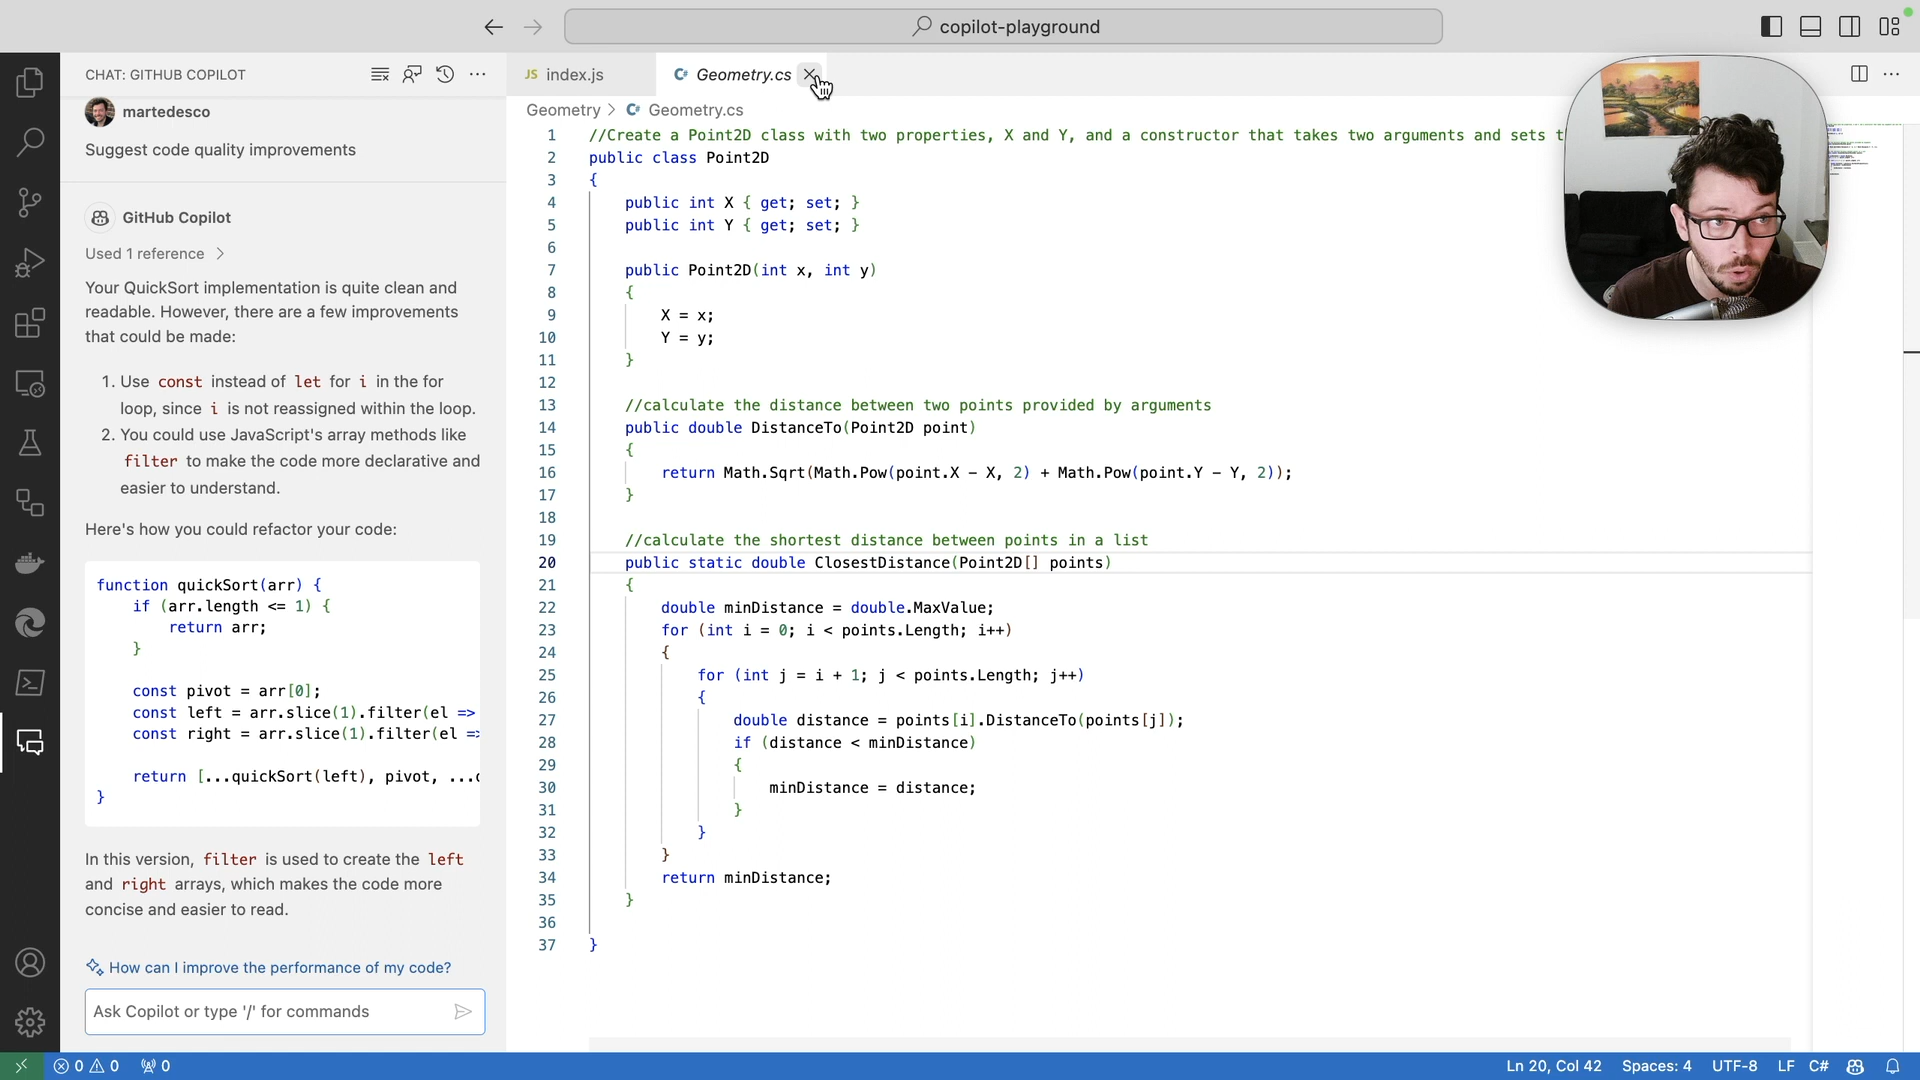 copilot-playground
CHAT: GITHUB COPILOT
martedesco
Suggest code quality improvements
GitHub Copilot
Used 1 reference >
Your QuickSort implementation is quite clean and
readable. However, there are a few improvements
that could be made:
1. Use const instead of let for i in the for
loop, since i is not reassigned within the loop.
2. You could use JavaScript's array methods like
filter to make the code more declarative and
easier to understand.
Here's how you could refactor your code:
function quickSort(arr) {
if (arr.length <= 1) {
return arr;
}
const pivot = arr[0];
const left = arr.slice(1).filter(el =>
const right = arr.slice(1).filter(el =>
return [...quickSort(left), pivot, ...
}
In this version, filter is used to create the left
and right arrays, which makes the code more
concise and easier to read.
How can I improve the performance of my code?
Ask Copilot or type '/' for commands
JS index.js
C# Geometry.cs
Geometry > C# Geometry.cs
1 //Create a Point2D class with two properties, X and Y, and a constructor that takes two arguments and sets
2 public class Point2D
3 {
4 public int X { get; set; }
5 public int Y { get; set; }
6
7 public Point2D(int x, int y)
8 {
9 X = x;
10 Y = y;
11 }
12
13 //calculate the distance between two points provided by arguments
14 public double DistanceTo(Point2D point)
15 {
16 return Math.Sqrt(Math.Pow(point.X - X, 2) + Math.Pow(point.Y - Y, 2));
17 }
18
19 //calculate the shortest distance between points in a list
20 public static double ClosestDistance(Point2D[] points)
21 {
22 double minDistance = double.MaxValue;
23 for (int i = 0; i < points.Length; i++)
24 {
25 for (int j = i + 1; j < points.Length; j++)
26 {
27 double distance = points[i].DistanceTo(points[j]);
28 if (distance < minDistance)
29 {
30 minDistance = distance;
31 }
32 }
33 }
34 return minDistance;
35 }
36
37 }
0 0 0
Ln 20, Col 42 Spaces: 4 UTF-8 LF C#